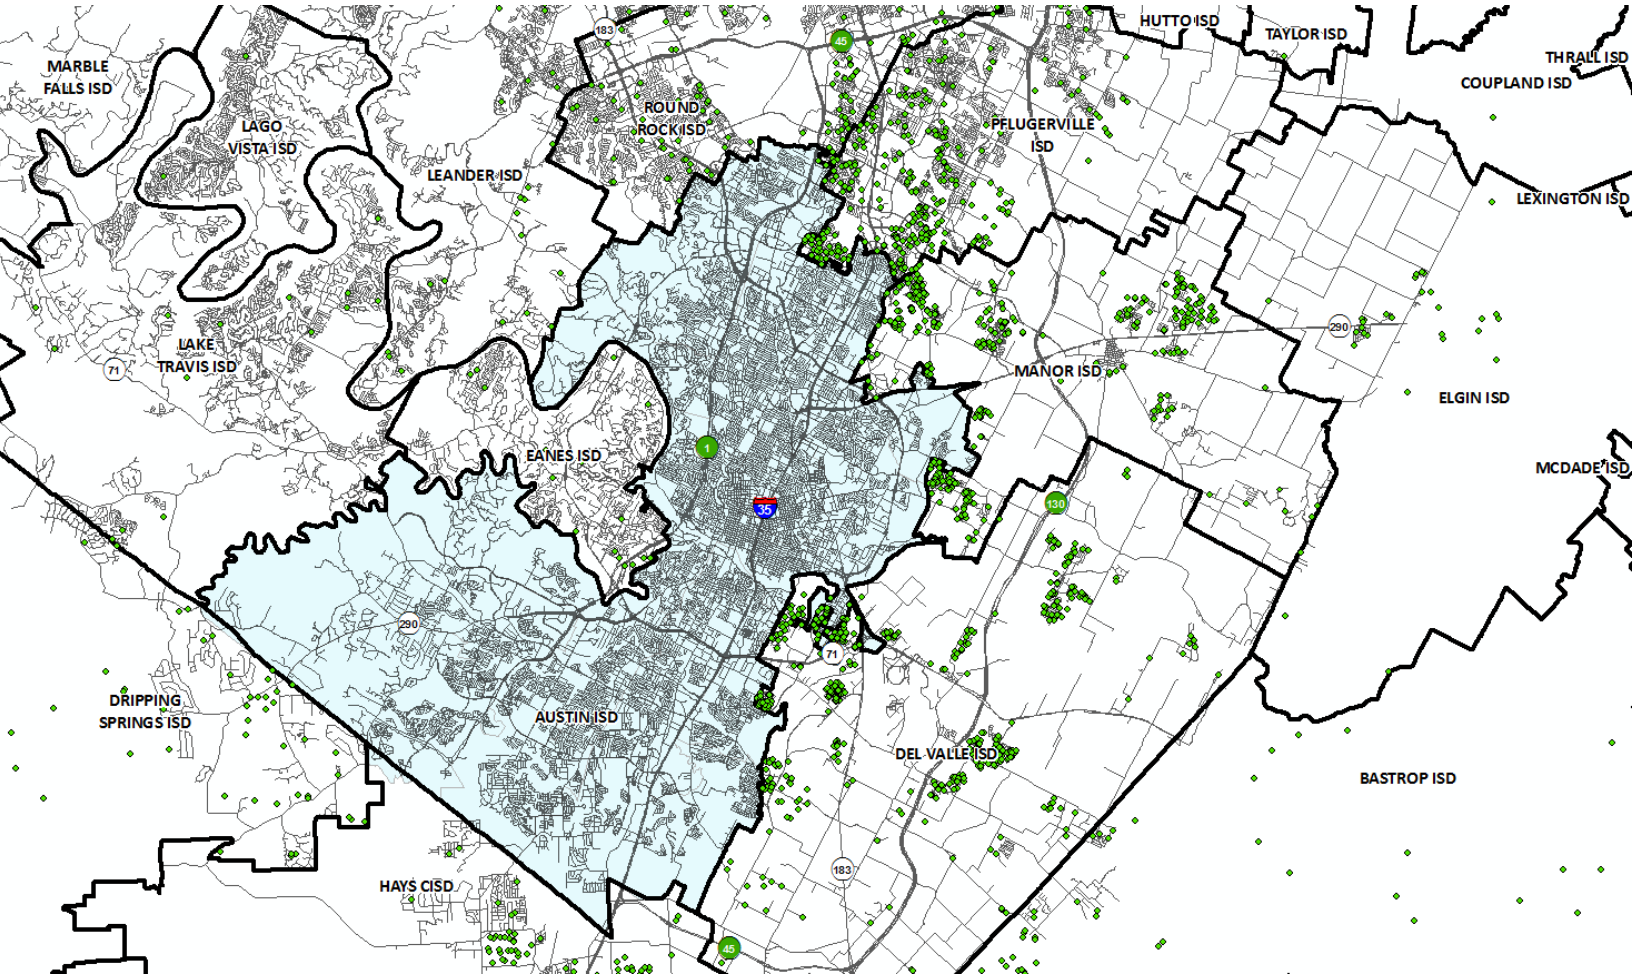 HUTTO ISD
183
TAYLOR ISD
45
THRALL ISD
MARBLE
FALLS ISD
COUPLAND ISD
ROUND
ROCK ISD
LAGO
VISTA ISD
PFLUGERVILLE
ISD
LEANDER ISD
LEXINGTON ISD
290
LAKE
TRAVIS ISD
71
MANOR ISD
ELGIN ISD
1
EANES ISD
MCDADE ISD
35
130
290
71
DRIPPING
SPRINGS ISD
AUSTIN ISD
DEL VALLE ISD
BASTROP ISD
183
HAYS CISD
45